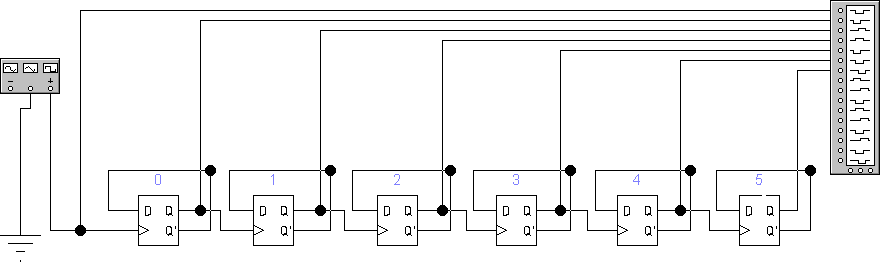 − +
0 1 2 3 4 5
D Q D Q D Q D Q D Q D Q
Q' Q' Q' Q' Q' Q'